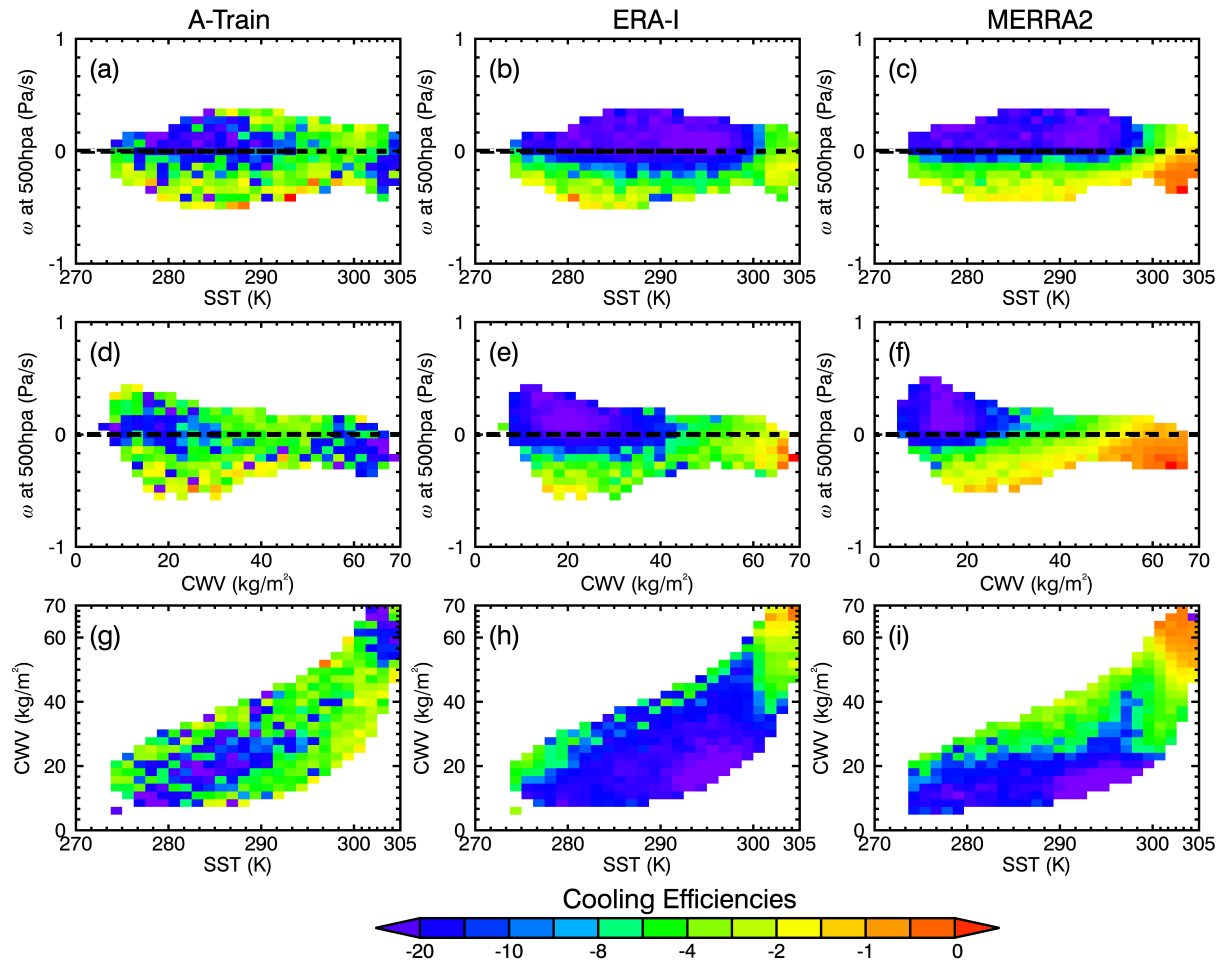 A-Train ERA-I MERRA2
(a) (b) (c)
1 1 1
ω at 500hpa (Pa/s) ω at 500hpa (Pa/s) ω at 500hpa (Pa/s)
0 0 0
-1 -1 -1
270 280 290 300 305 270 280 290 300 305 270 280 290 300 305
SST (K) SST (K) SST (K)
(d) (e) (f)
1 1 1
ω at 500hpa (Pa/s) ω at 500hpa (Pa/s) ω at 500hpa (Pa/s)
0 0 0
-1 -1 -1
0 20 40 60 70 0 20 40 60 70 0 20 40 60 70
CWV (kg/m²) CWV (kg/m²) CWV (kg/m²)
70 70 70
(g) (h) (i)
60 60 60
CWV (kg/m²) CWV (kg/m²) CWV (kg/m²)
40 40 40
20 20 20
0 0 0
270 280 290 300 305 270 280 290 300 305 270 280 290 300 305
SST (K) SST (K) SST (K)
Cooling Efficiencies
-20 -10 -8 -4 -2 -1 0